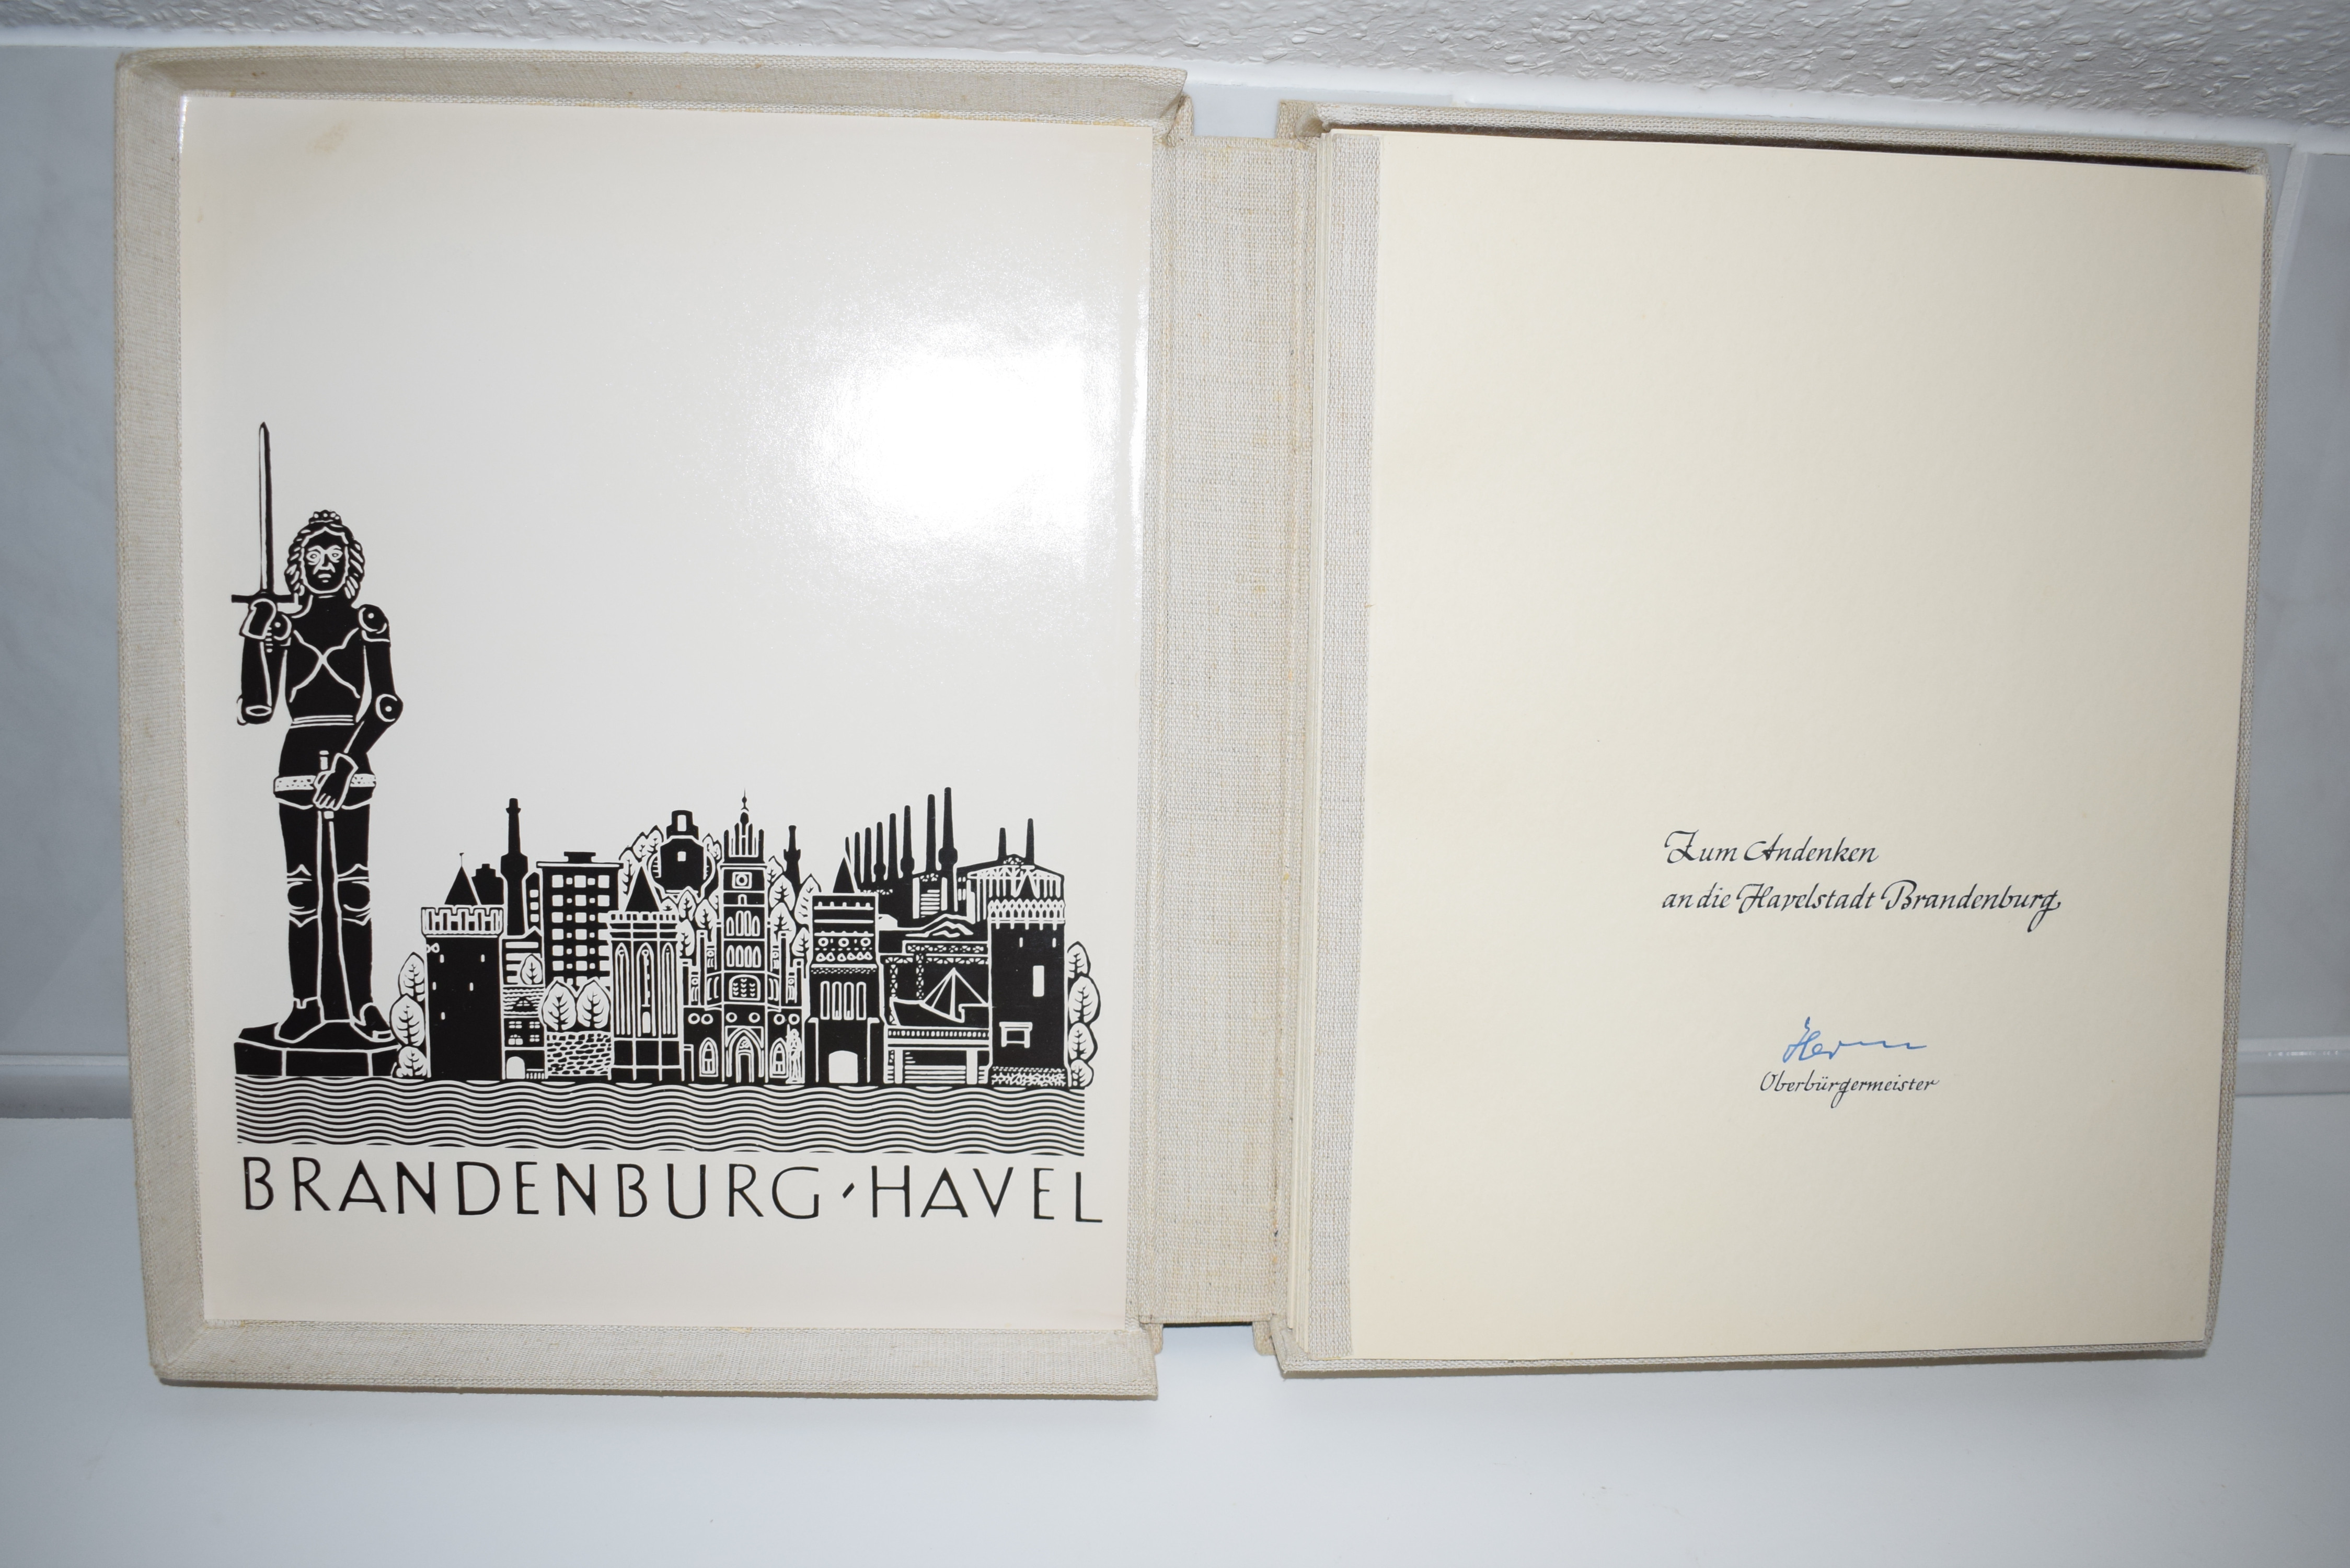 BRANDENBURG · HAVEL
Zum Andenken
an die Havelstadt Brandenburg
Oberbürgermeister